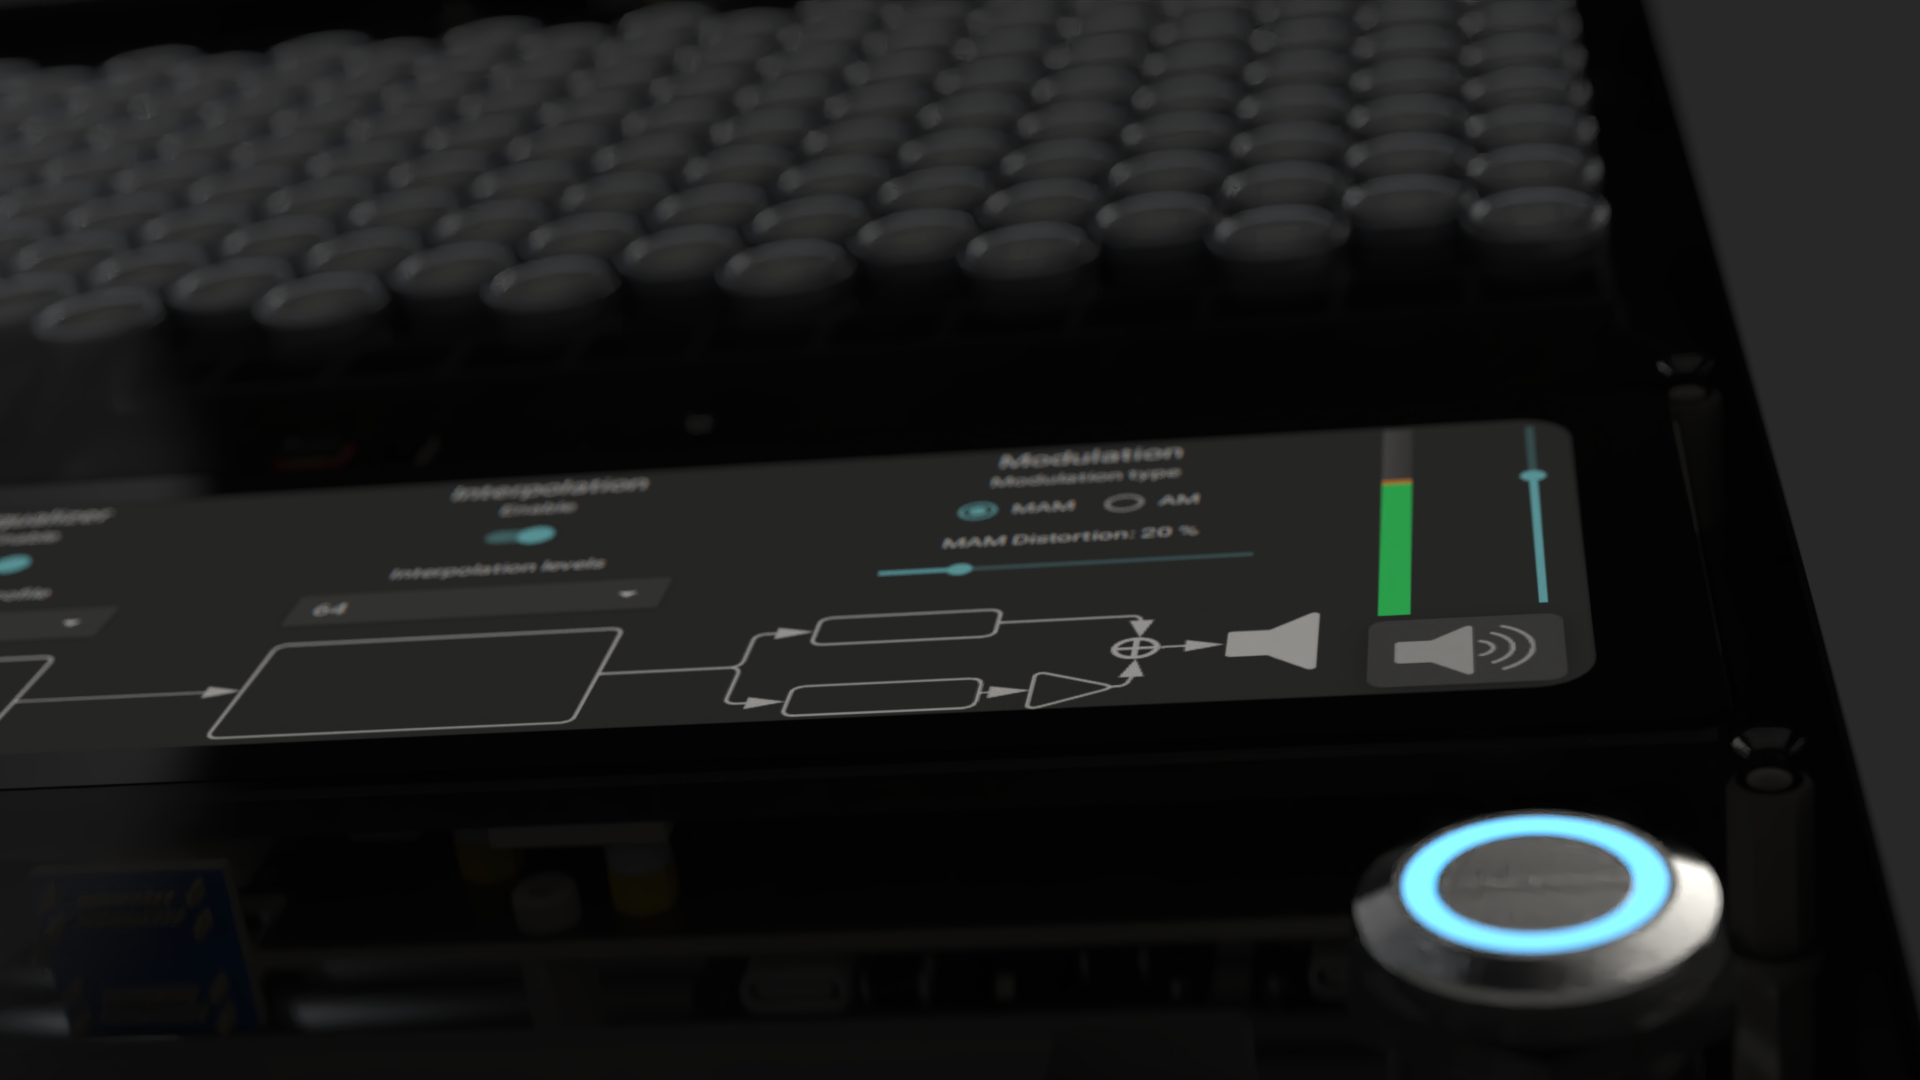 Interpolation
Enable
Interpolation levels
64
Modulation
Modulation type
MAM
AM
MAM Distortion: 20 %